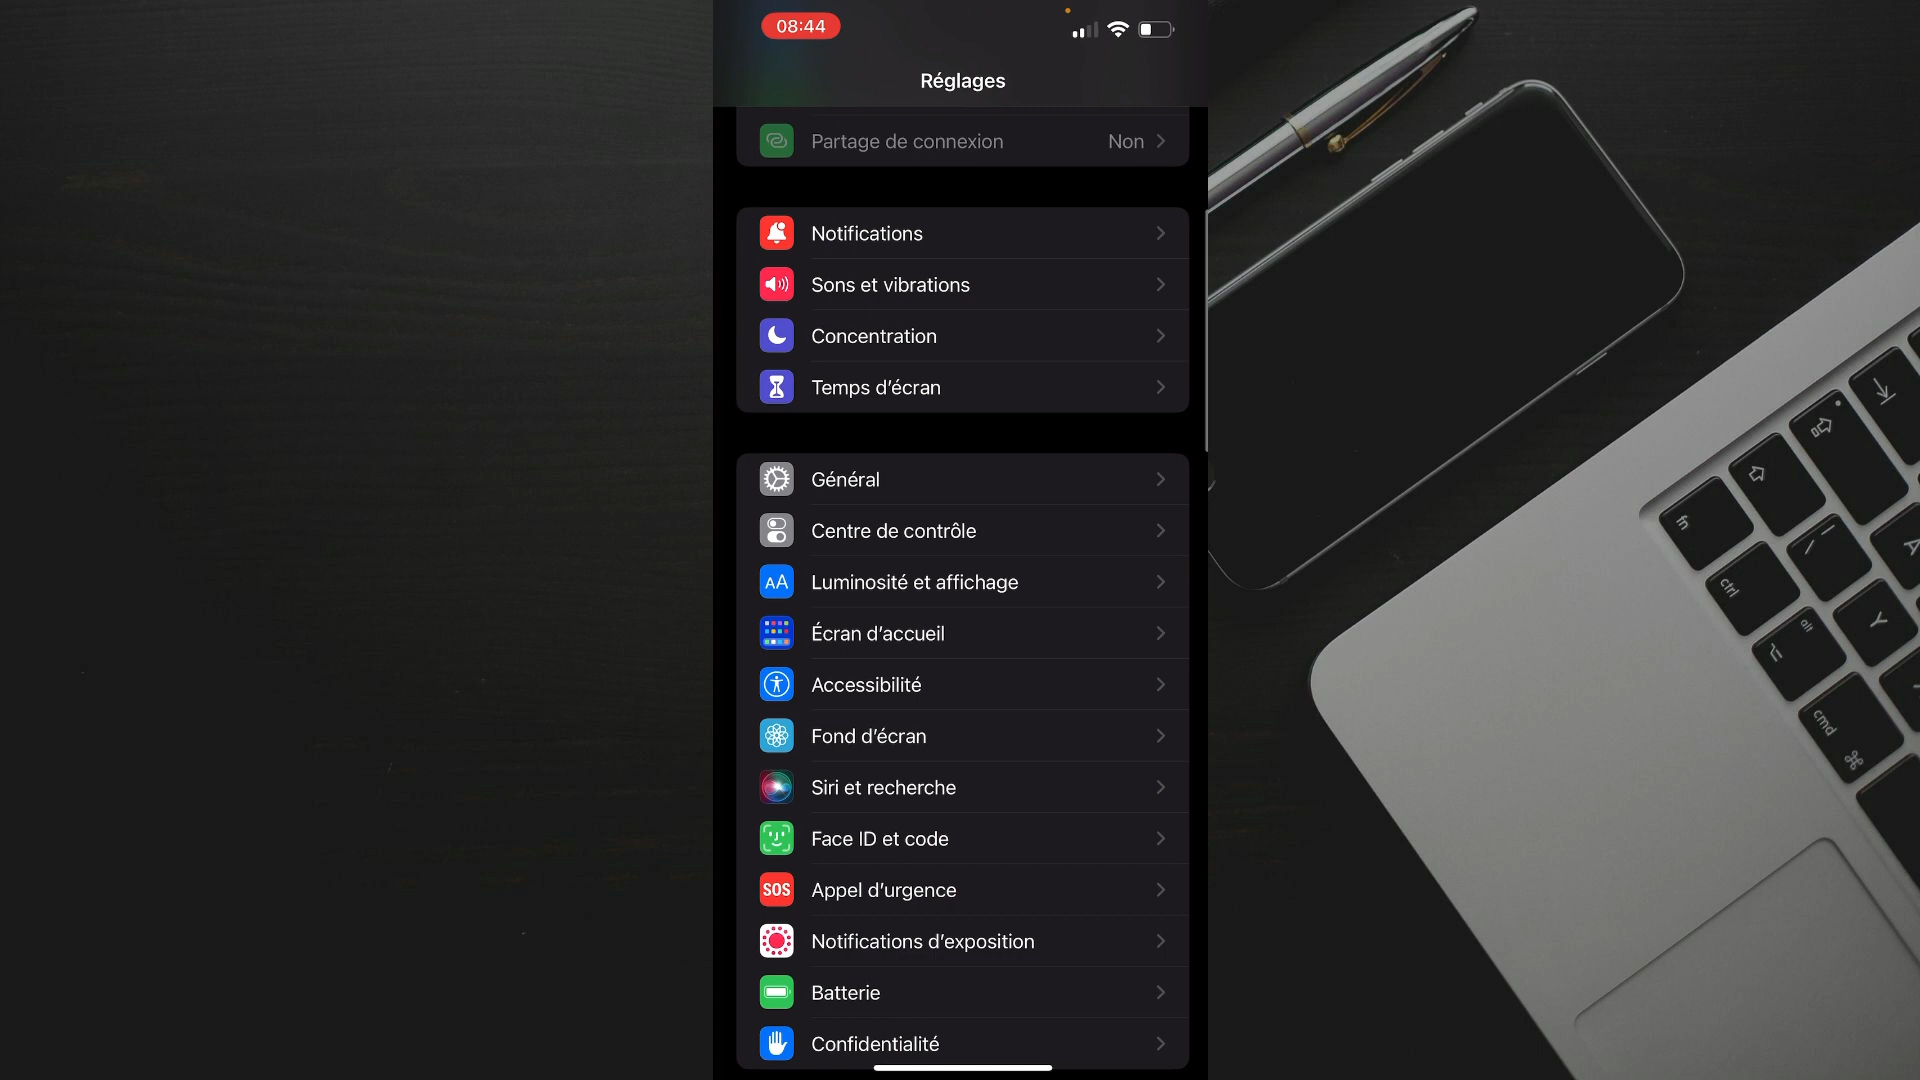 08:44
Réglages
Partage de connexion Non
Notifications
Sons et vibrations
Concentration
Temps d’écran
Général
Centre de contrôle
AA Luminosité et affichage
Écran d’accueil
Accessibilité
Fond d’écran
Siri et recherche
Face ID et code
SOS Appel d’urgence
Notifications d’exposition
Batterie
Confidentialité
fn
ctrl
alt
cmd
Y
A